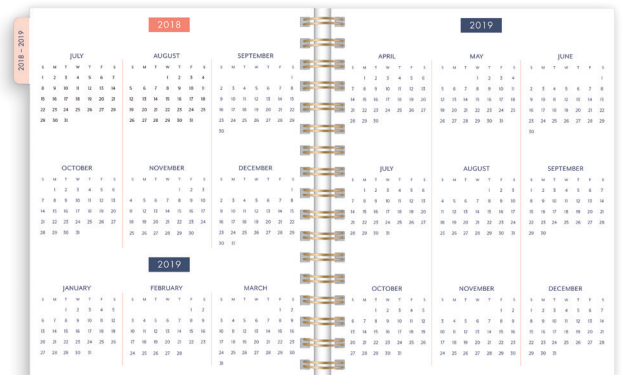 2018 – 2019
2018
JULY
S M T W T F S
1 2 3 4 5 6 7
8 9 10 11 12 13 14
15 16 17 18 19 20 21
22 23 24 25 26 27 28
29 30 31
AUGUST
S M T W T F S
1 2 3 4
5 6 7 8 9 10 11
12 13 14 15 16 17 18
19 20 21 22 23 24 25
26 27 28 29 30 31
SEPTEMBER
S M T W T F S
1
2 3 4 5 6 7 8
9 10 11 12 13 14 15
16 17 18 19 20 21 22
23 24 25 26 27 28 29
30
OCTOBER
S M T W T F S
1 2 3 4 5 6
7 8 9 10 11 12 13
14 15 16 17 18 19 20
21 22 23 24 25 26 27
28 29 30 31
NOVEMBER
S M T W T F S
1 2 3
4 5 6 7 8 9 10
11 12 13 14 15 16 17
18 19 20 21 22 23 24
25 26 27 28 29 30
DECEMBER
S M T W T F S
1
2 3 4 5 6 7 8
9 10 11 12 13 14 15
16 17 18 19 20 21 22
23 24 25 26 27 28 29
30 31
2019
JANUARY
S M T W T F S
1 2 3 4 5
6 7 8 9 10 11 12
13 14 15 16 17 18 19
20 21 22 23 24 25 26
27 28 29 30 31
FEBRUARY
S M T W T F S
1 2
3 4 5 6 7 8 9
10 11 12 13 14 15 16
17 18 19 20 21 22 23
24 25 26 27 28
MARCH
S M T W T F S
1 2
3 4 5 6 7 8 9
10 11 12 13 14 15 16
17 18 19 20 21 22 23
24 25 26 27 28 29 30
31
2019
APRIL
S M T W T F S
1 2 3 4 5 6
7 8 9 10 11 12 13
14 15 16 17 18 19 20
21 22 23 24 25 26 27
28 29 30
MAY
S M T W T F S
1 2 3 4
5 6 7 8 9 10 11
12 13 14 15 16 17 18
19 20 21 22 23 24 25
26 27 28 29 30 31
JUNE
S M T W T F S
1
2 3 4 5 6 7 8
9 10 11 12 13 14 15
16 17 18 19 20 21 22
23 24 25 26 27 28 29
30
JULY
S M T W T F S
1 2 3 4 5 6
7 8 9 10 11 12 13
14 15 16 17 18 19 20
21 22 23 24 25 26 27
28 29 30 31
AUGUST
S M T W T F S
1 2 3
4 5 6 7 8 9 10
11 12 13 14 15 16 17
18 19 20 21 22 23 24
25 26 27 28 29 30 31
SEPTEMBER
S M T W T F S
1 2 3 4 5 6 7
8 9 10 11 12 13 14
15 16 17 18 19 20 21
22 23 24 25 26 27 28
29 30
OCTOBER
S M T W T F S
1 2 3 4 5
6 7 8 9 10 11 12
13 14 15 16 17 18 19
20 21 22 23 24 25 26
27 28 29 30 31
NOVEMBER
S M T W T F S
1 2
3 4 5 6 7 8 9
10 11 12 13 14 15 16
17 18 19 20 21 22 23
24 25 26 27 28 29 30
DECEMBER
S M T W T F S
1 2 3 4 5 6 7
8 9 10 11 12 13 14
15 16 17 18 19 20 21
22 23 24 25 26 27 28
29 30 31